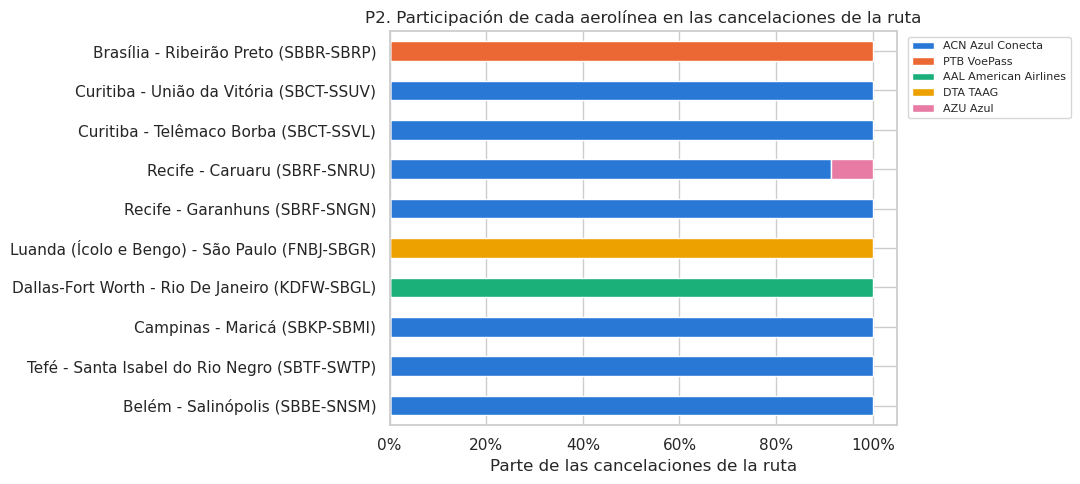 P2. Participación de cada aerolínea en las cancelaciones de la ruta
Brasília - Ribeirão Preto (SBBR-SBRP)
Curitiba - União da Vitória (SBCT-SSUV)
Curitiba - Telêmaco Borba (SBCT-SSVL)
Recife - Caruaru (SBRF-SNRU)
Recife - Garanhuns (SBRF-SNGN)
Luanda (Ícolo e Bengo) - São Paulo (FNBJ-SBGR)
Dallas-Fort Worth - Rio De Janeiro (KDFW-SBGL)
Campinas - Maricá (SBKP-SBMI)
Tefé - Santa Isabel do Rio Negro (SBTF-SWTP)
Belém - Salinópolis (SBBE-SNSM)
0% 20% 40% 60% 80% 100%
Parte de las cancelaciones de la ruta
ACN Azul Conecta
PTB VoePass
AAL American Airlines
DTA TAAG
AZU Azul